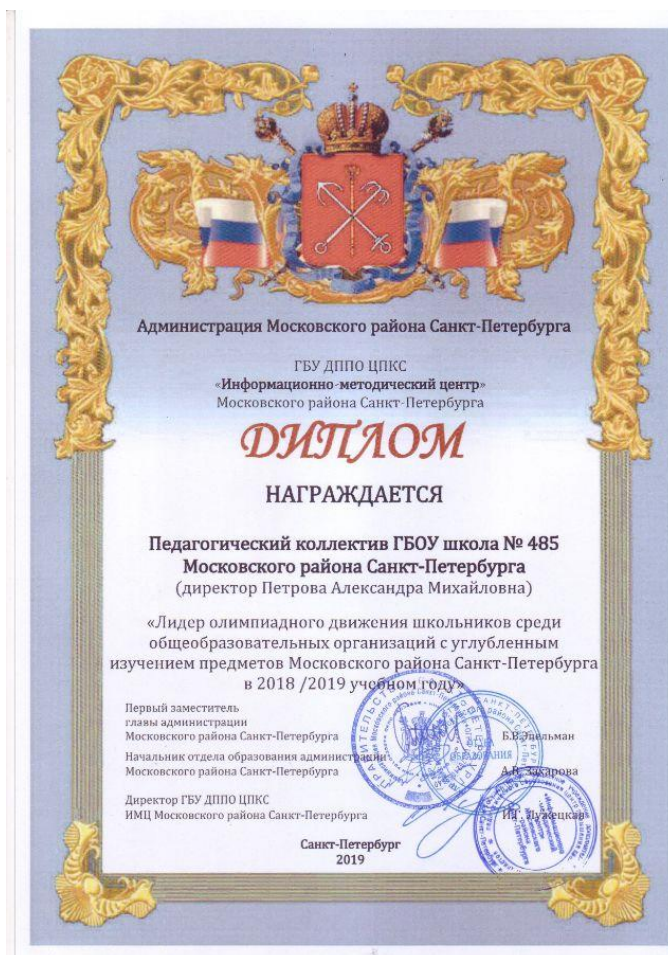 Администрация Московского района Санкт-Петербурга
ГБУ ДППО ЦПКС
«Информационно-методический центр»
Московского района Санкт-Петербурга
ДИПЛОМ
НАГРАЖДАЕТСЯ
Педагогический коллектив ГБОУ школа № 485
Московского района Санкт-Петербурга
(директор Петрова Александра Михайловна)
«Лидер олимпиадного движения школьников среди
общеобразовательных организаций с углубленным
изучением предметов Московского района Санкт-Петербурга
в 2018 /2019 учебном году»
Первый заместитель
главы администрации
Московского района Санкт-Петербурга
Начальник отдела образования администрации
Московского района Санкт-Петербурга
А.В. Захарова
Директор ГБУ ДППО ЦПКС
ИМЦ Московского района Санкт-Петербурга
Лужецкая
Санкт-Петербург
2019